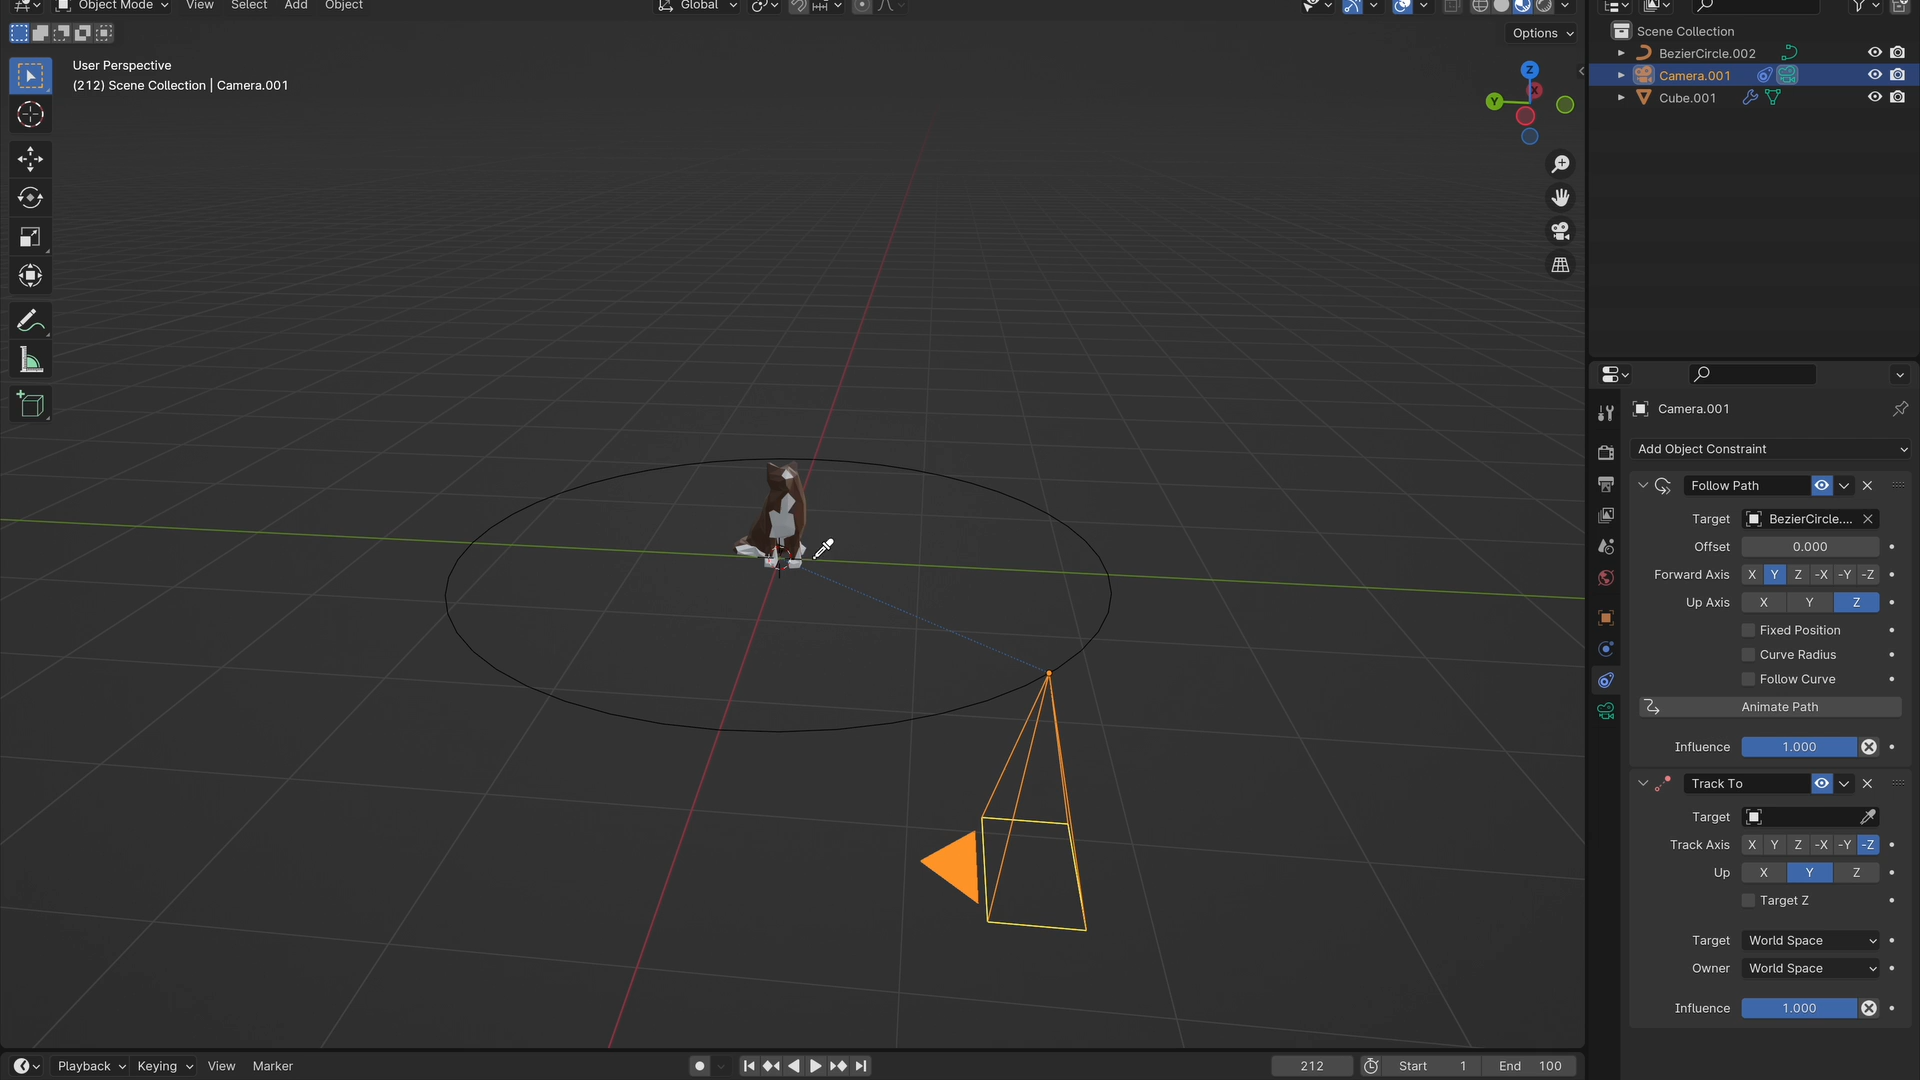 Object Mode View Select Add Object Global
Options
User Perspective
(212) Scene Collection | Camera.001
Z
X
Y
Scene Collection
BezierCircle.002
Camera.001
Cube.001
Camera.001
Add Object Constraint
Follow Path
Target BezierCircle....
Offset 0.000
Forward Axis X Y Z -X -Y -Z
Up Axis X Y Z
Fixed Position
Curve Radius
Follow Curve
Animate Path
Influence 1.000
Track To
Target
Track Axis X Y Z -X -Y -Z
Up X Y Z
Target Z
Target World Space
Owner World Space
Influence 1.000
Playback Keying View Marker 212 Start 1 End 100